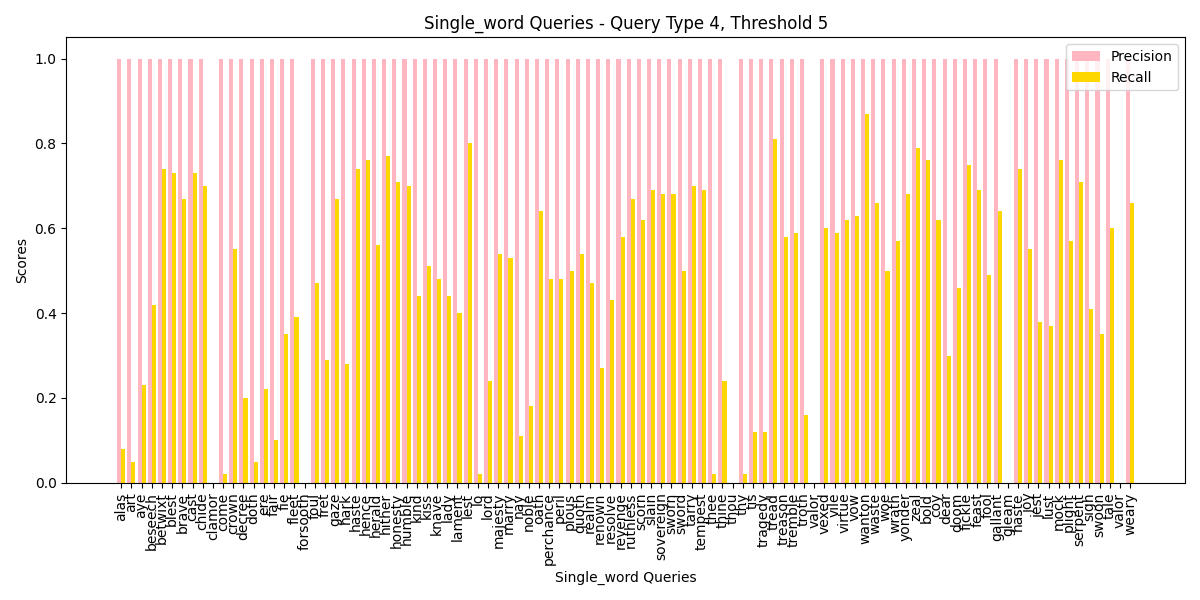 Single_word Queries - Query Type 4, Threshold 5
Precision
Recall
Scores
1.0
0.8
0.6
0.4
0.2
0.0
alas
art
aye
beseech
betwixt
blest
brave
cast
chide
clamor
come
crown
decree
doth
ere
fair
fie
fleet
forsooth
foul
fret
gaze
hark
haste
hence
herald
hither
honesty
humble
kind
kiss
knave
lady
lament
lest
lo
lord
majesty
marry
nay
noble
oath
perchance
peril
pious
quoth
realm
renown
resolve
revenge
ruthless
scorn
slain
sovereign
sworn
sword
tarry
tempest
thee
thine
thou
thy
tis
tragedy
tread
treason
tremble
troth
valor
vexed
vile
virtue
vow
wanton
waste
woe
wrath
yonder
zeal
bold
coy
dear
doom
fickle
feast
fool
gallant
gleam
haste
joy
jest
lust
mock
plight
serpent
sigh
swoon
tale
vain
weary
Single_word Queries